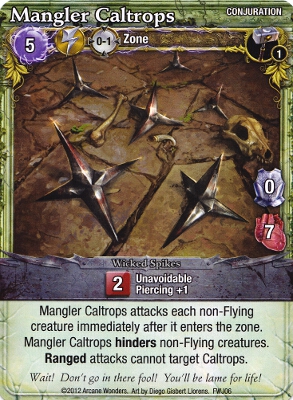 Mangler Caltrops
CONJURATION
5
0-1
Zone
1
0
7
Wicked Spikes
2
Unavoidable
Piercing +1
Mangler Caltrops attacks each non-Flying
creature immediately after it enters the zone.
Mangler Caltrops hinders non-Flying creatures.
Ranged attacks cannot target Caltrops.
Wait! Don't go in there fool! You'll be lame for life!
©2012 Arcane Wonders. Art by Diego Gisbert Llorens. FWJ06